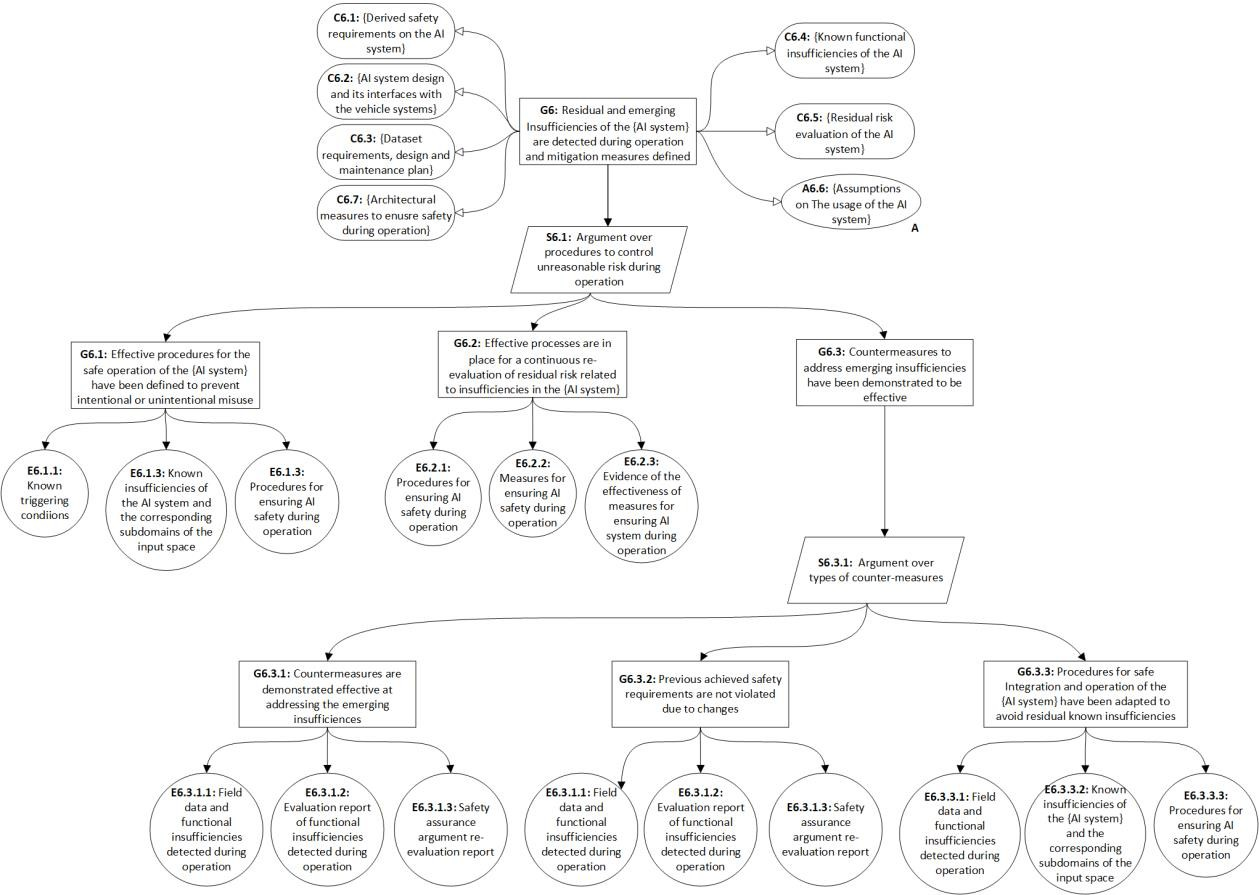 C6.1: {Derived safety
requirements on the AI
system}
C6.2: {AI system design
and its interfaces with
the vehicle systems}
C6.3: {Dataset
requirements, design and
maintenance plan}
C6.7: {Architectural
measures to enusre safety
during operation}
G6: Residual and emerging
Insufficiencies of the {AI system}
are detected during operation
and mitigation measures defined
C6.4: {Known functional
insufficiencies of the AI
system}
C6.5: {Residual risk
evaluation of the AI
system}
A6.6: {Assumptions
on The usage of the AI
system}
A
S6.1: Argument over
procedures to control
unreasonable risk during
operation
G6.1: Effective procedures for the
safe operation of the {AI system}
have been defined to prevent
intentional or unintentional misuse
G6.2: Effective processes are in
place for a continuous re-
evaluation of residual risk related
to insufficiencies in the {AI system}
G6.3: Countermeasures to
address emerging insufficiencies
have been demonstrated to be
effective
E6.1.1:
Known
triggering
condiions
E6.1.3: Known
insufficiencies of
the AI system and
the corresponding
subdomains of the
input space
E6.1.3:
Procedures for
ensuring AI
safety during
operation
E6.2.1:
Procedures for
ensuring AI
safety during
operation
E6.2.2:
Measures for
ensuring AI
safety during
operation
E6.2.3:
Evidence of the
effectiveness of
measures for
ensuring AI
system during
operation
S6.3.1: Argument over
types of counter-measures
G6.3.1: Countermeasures are
demonstrated effective at
addressing the emerging
insufficiences
G6.3.2: Previous achieved safety
requirements are not violated
due to changes
G6.3.3: Procedures for safe
Integration and operation of the
{AI system} have been adapted to
avoid residual known insufficiencies
E6.3.1.1: Field
data and
functional
insufficiencies
detected during
operation
E6.3.1.2:
Evaluation report
of functional
insufficiencies
detected during
operation
E6.3.1.3: Safety
assurance
argument re-
evaluation report
E6.3.1.1: Field
data and
functional
insufficiencies
detected during
operation
E6.3.1.2:
Evaluation report
of functional
insufficiencies
detected during
operation
E6.3.1.3: Safety
assurance
argument re-
evaluation report
E6.3.3.1: Field
data and
functional
insufficiencies
detected during
operation
E6.3.3.2: Known
insufficiencies of
the {AI system}
and the
corresponding
subdomains of the
input space
E6.3.3.3:
Procedures for
ensuring AI
safety during
operation